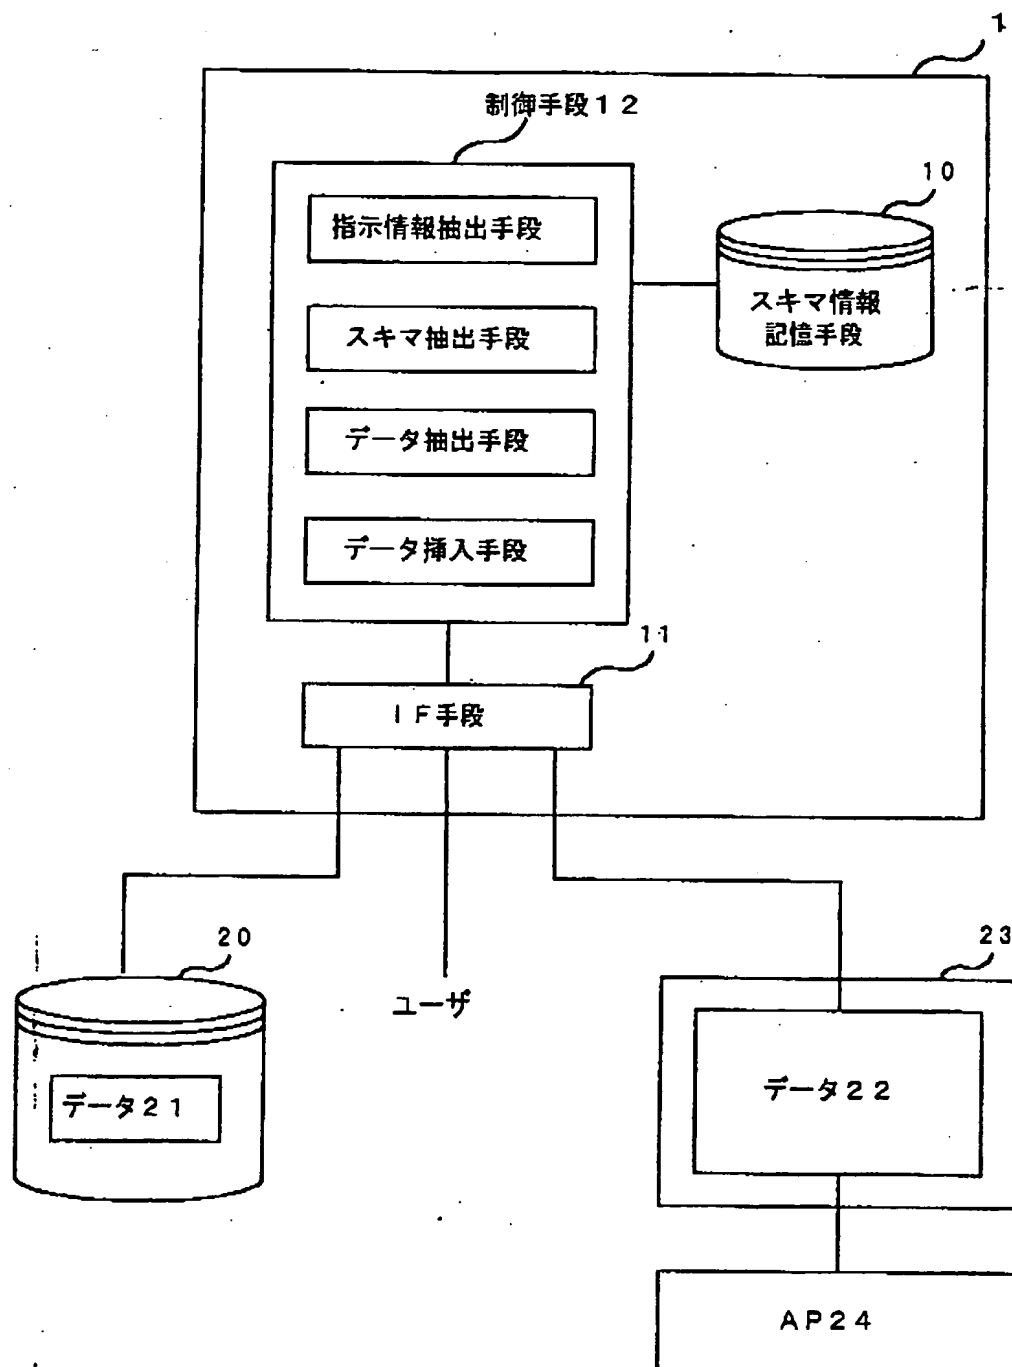 1
制御手段12
10
指示情報抽出手段
スキマ情報
記憶手段
スキマ抽出手段
データ抽出手段
データ挿入手段
11
IF手段
20
23
ユーザ
データ21
データ22
AP24